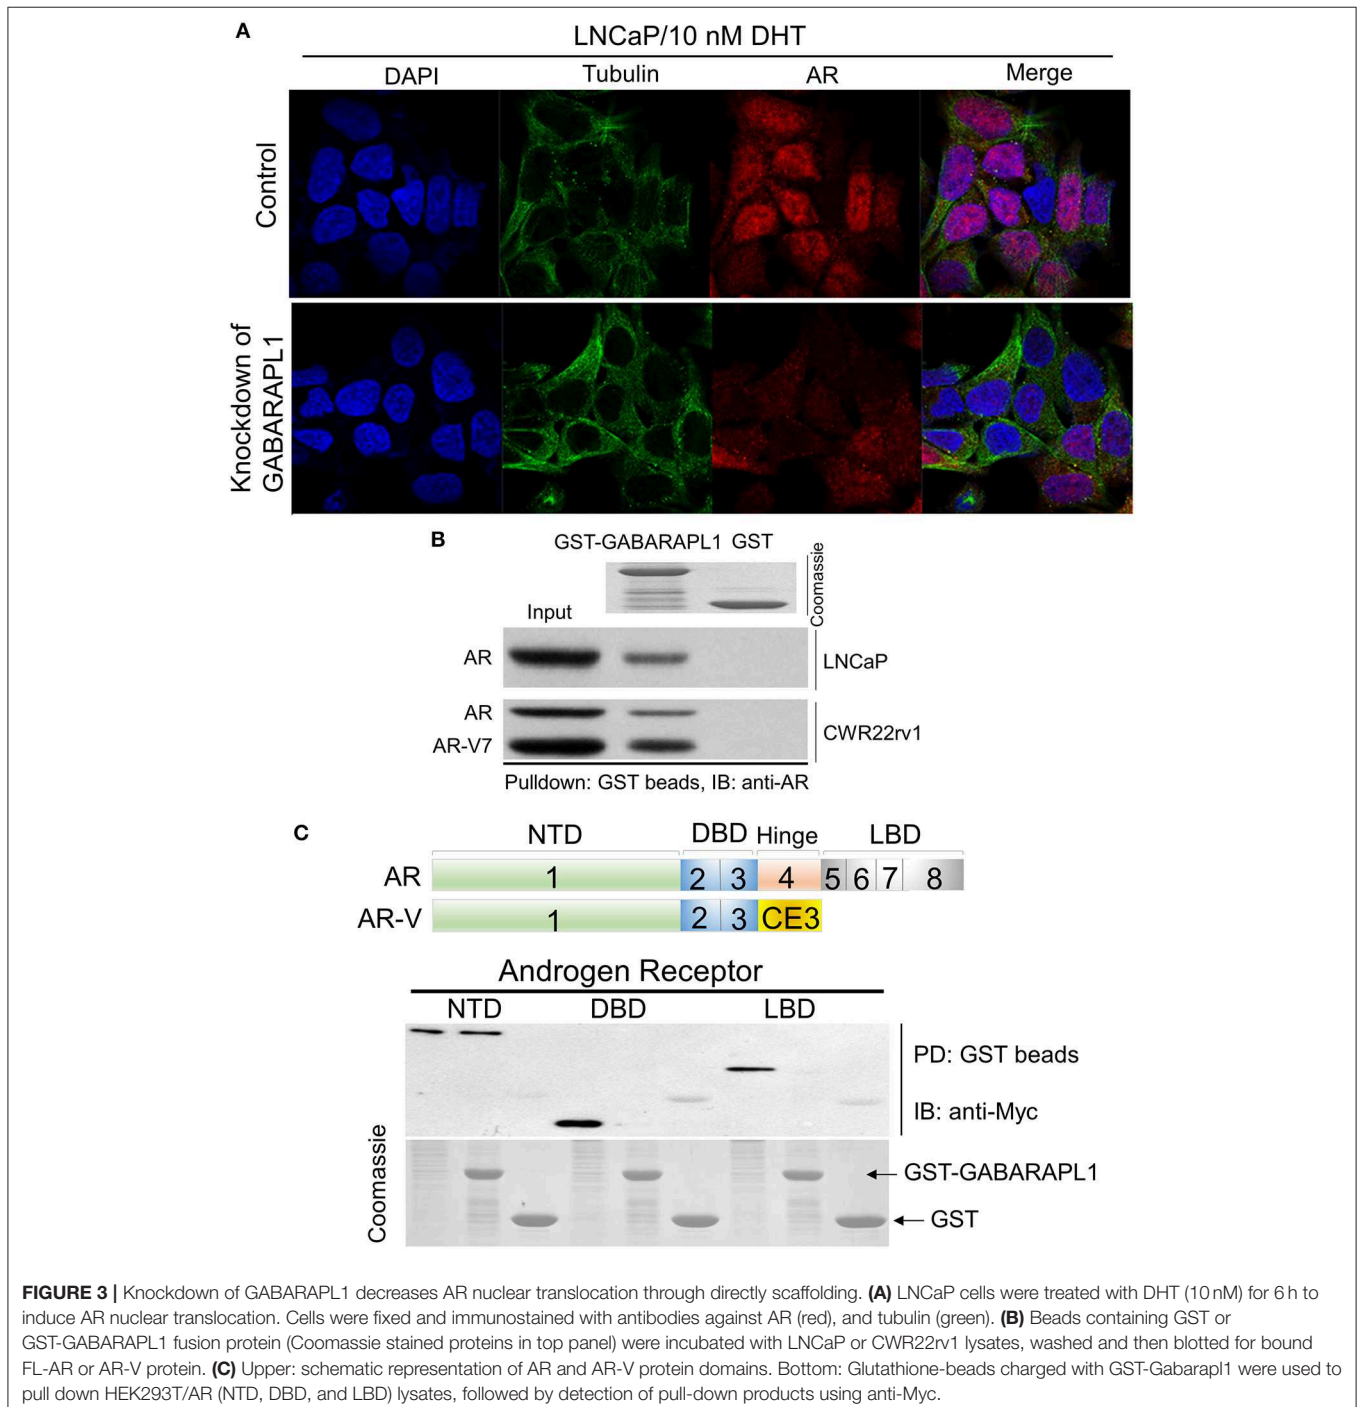 A
LNCaP/10 nM DHT
DAPI Tubulin AR Merge
Control
Knockdown of
GABARAPL1
B
GST-GABARAPL1 GST
Coomassie
Input
AR
LNCaP
AR
AR-V7
CWR22rv1
Pulldown: GST beads, IB: anti-AR
C
NTD DBD Hinge LBD
AR 1 2 3 4 5 6 7 8
AR-V 1 2 3 CE3
Androgen Receptor
NTD DBD LBD
PD: GST beads
IB: anti-Myc
Coomassie
GST-GABARAPL1
GST
FIGURE 3 | Knockdown of GABARAPL1 decreases AR nuclear translocation through directly scaffolding. (A) LNCaP cells were treated with DHT (10 nM) for 6 h to
induce AR nuclear translocation. Cells were fixed and immunostained with antibodies against AR (red), and tubulin (green). (B) Beads containing GST or
GST-GABARAPL1 fusion protein (Coomassie stained proteins in top panel) were incubated with LNCaP or CWR22rv1 lysates, washed and then blotted for bound
FL-AR or AR-V protein. (C) Upper: schematic representation of AR and AR-V protein domains. Bottom: Glutathione-beads charged with GST-Gabarapl1 were used to
pull down HEK293T/AR (NTD, DBD, and LBD) lysates, followed by detection of pull-down products using anti-Myc.